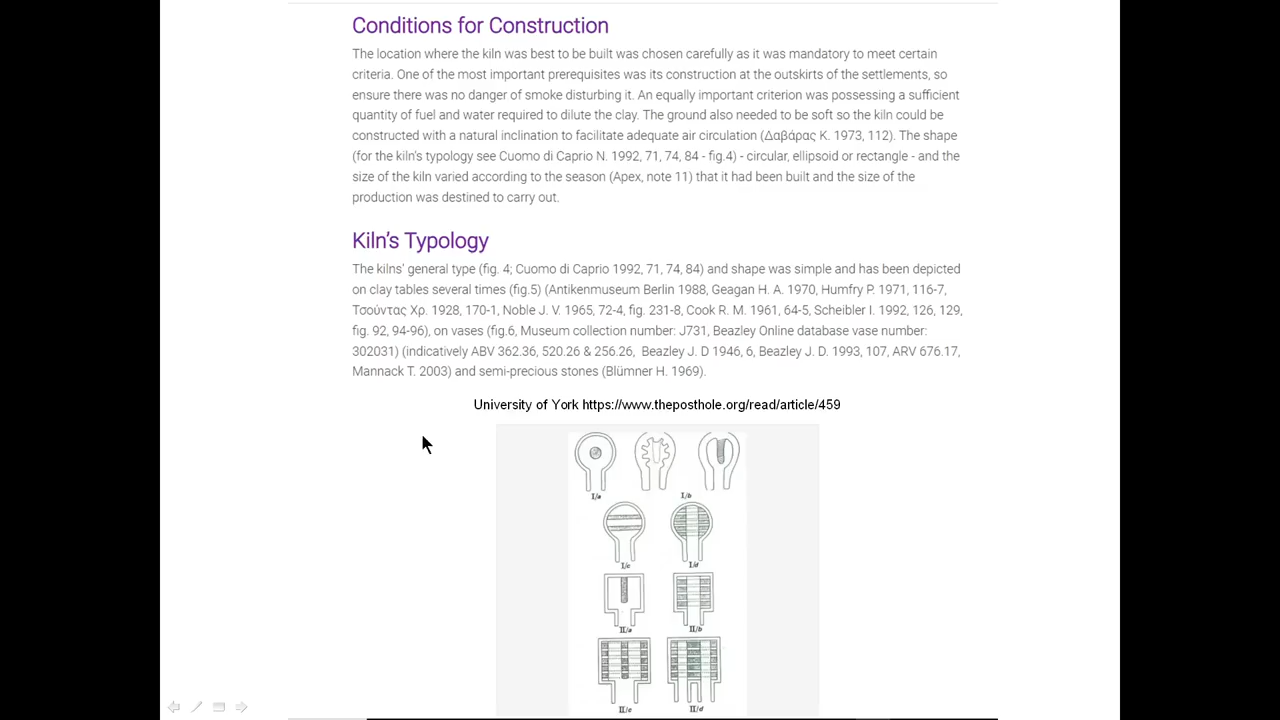 Conditions for Construction
The location where the kiln was best to be built was chosen carefully as it was mandatory to meet certain
criteria. One of the most important prerequisites was its construction at the outskirts of the settlements, so
ensure there was no danger of smoke disturbing it. An equally important criterion was possessing a sufficient
quantity of fuel and water required to dilute the clay. The ground also needed to be soft so the kiln could be
constructed with a natural inclination to facilitate adequate air circulation (Δαβάρας Κ. 1973, 112). The shape
(for the kiln's typology see Cuomo di Caprio N. 1992, 71, 74, 84 - fig.4) - circular, ellipsoid or rectangle - and the
size of the kiln varied according to the season (Apex, note 11) that it had been built and the size of the
production was destined to carry out.
Kiln's Typology
The kilns' general type (fig. 4; Cuomo di Caprio 1992, 71, 74, 84) and shape was simple and has been depicted
on clay tables several times (fig.5) (Antikenmuseum Berlin 1988, Geagan H. A. 1970, Humfry P. 1971, 116-7,
Τσούντας Χρ. 1928, 170-1, Noble J. V. 1965, 72-4, fig. 231-8, Cook R. M. 1961, 64-5, Scheibler I. 1992, 126, 129,
fig. 92, 94-96), on vases (fig.6, Museum collection number: J731, Beazley Online database vase number:
302031) (indicatively ABV 362.36, 520.26 & 256.26, Beazley J. D 1946, 6, Beazley J. D. 1993, 107, ARV 676.17,
Mannack T. 2003) and semi-precious stones (Blümner H. 1969).
University of York https://www.theposthole.org/read/article/459
I/a I/b
I/c I/d
II/a II/b
II/c II/d